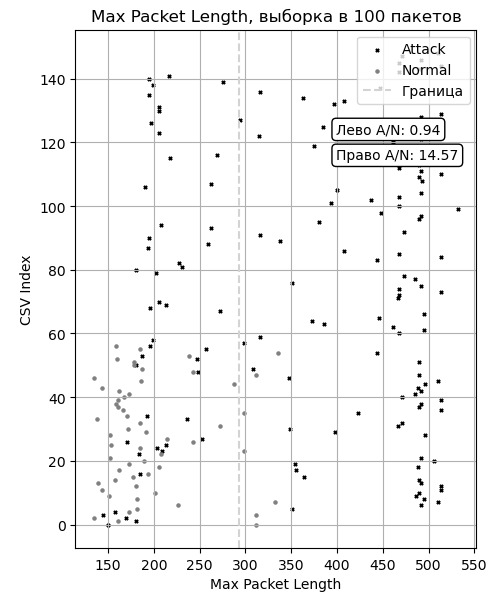 Max Packet Length, выборка в 100 пакетов
Attack
Normal
Граница
Лево A/N: 0.94
Право A/N: 14.57
CSV Index
140
120
100
80
60
40
20
0
150 200 250 300 350 400 450 500 550
Max Packet Length